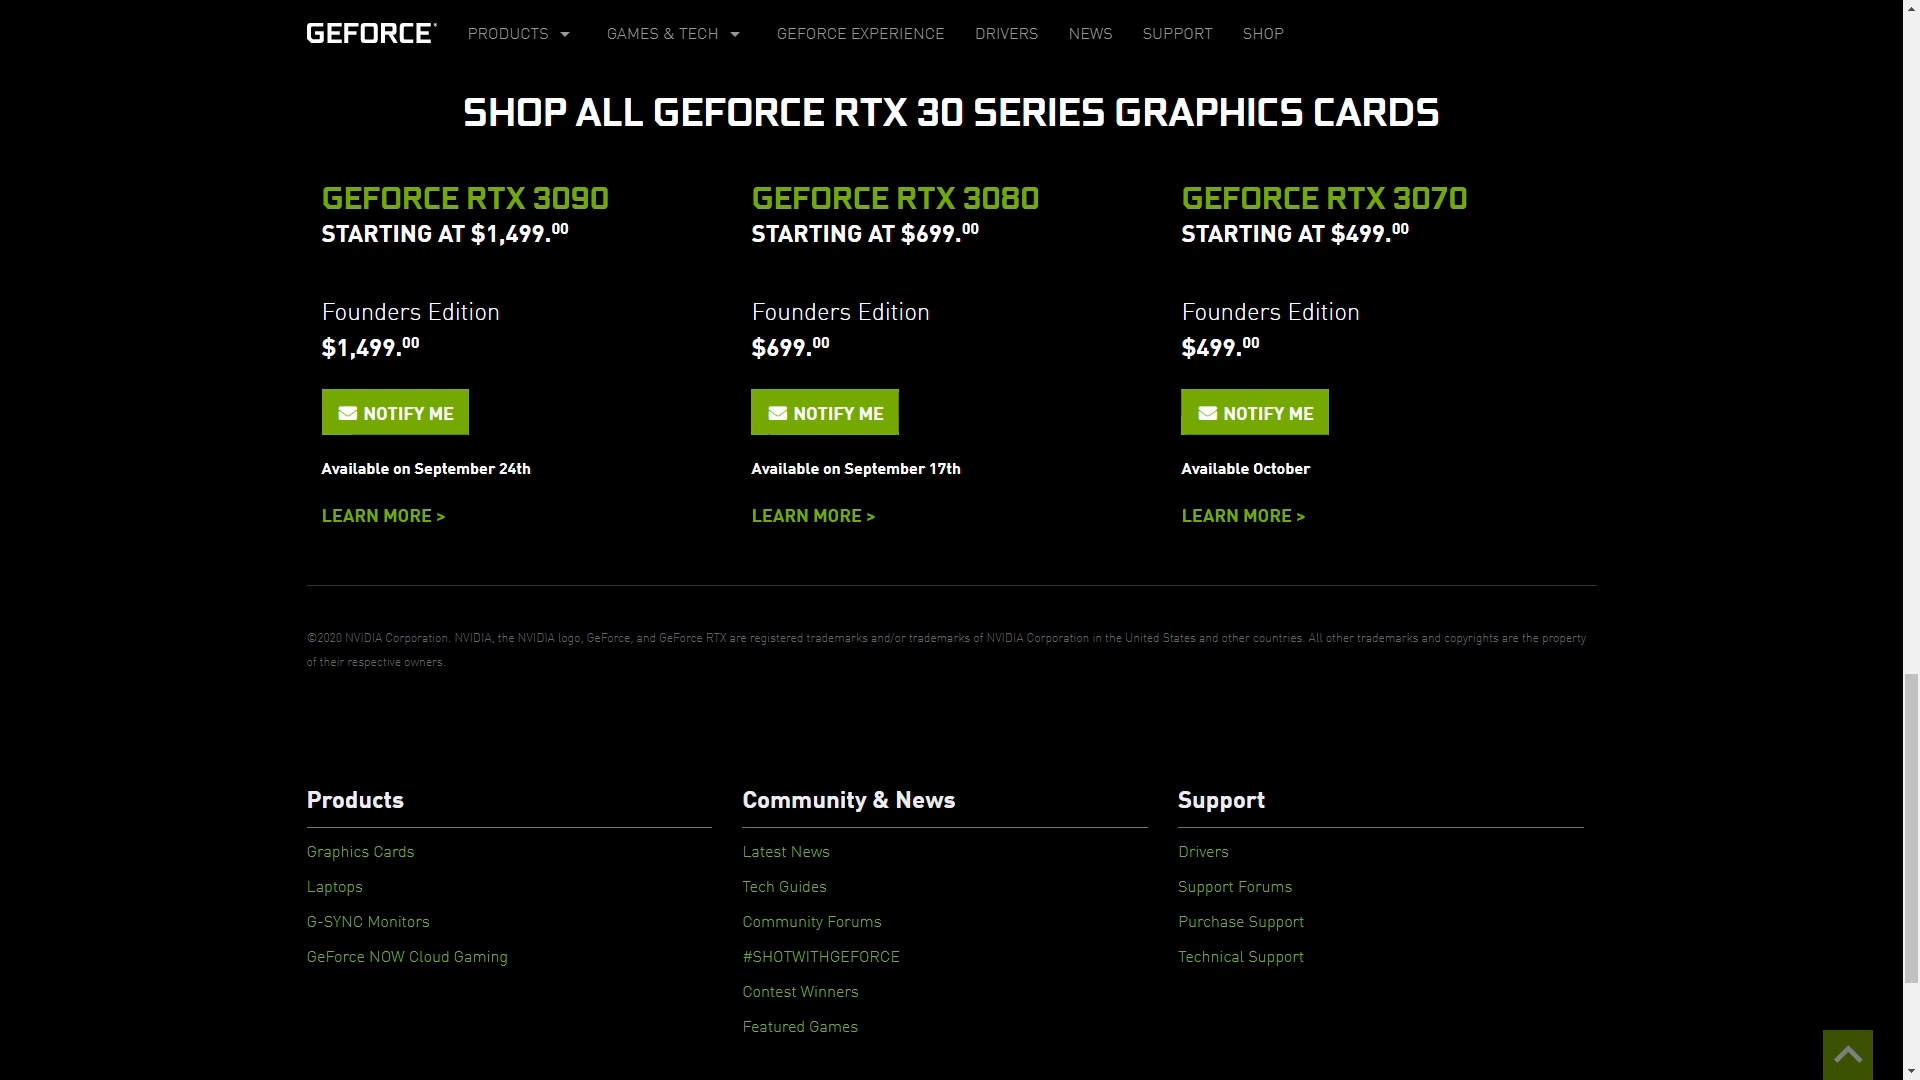 GEFORCE
PRODUCTS
GAMES & TECH
GEFORCE EXPERIENCE
DRIVERS
NEWS
SUPPORT
SHOP
SHOP ALL GEFORCE RTX 30 SERIES GRAPHICS CARDS
GEFORCE RTX 3090
STARTING AT $1,499.00
Founders Edition
$1,499.00
NOTIFY ME
Available on September 24th
LEARN MORE >
GEFORCE RTX 3080
STARTING AT $699.00
Founders Edition
$699.00
NOTIFY ME
Available on September 17th
LEARN MORE >
GEFORCE RTX 3070
STARTING AT $499.00
Founders Edition
$499.00
NOTIFY ME
Available October
LEARN MORE >
©2020 NVIDIA Corporation. NVIDIA, the NVIDIA logo, GeForce, and GeForce RTX are registered trademarks and/or trademarks of NVIDIA Corporation in the United States and other countries. All other trademarks and copyrights are the property
of their respective owners.
Products
Graphics Cards
Laptops
G-SYNC Monitors
GeForce NOW Cloud Gaming
Community & News
Latest News
Tech Guides
Community Forums
#SHOTWITHGEFORCE
Contest Winners
Featured Games
Support
Drivers
Support Forums
Purchase Support
Technical Support